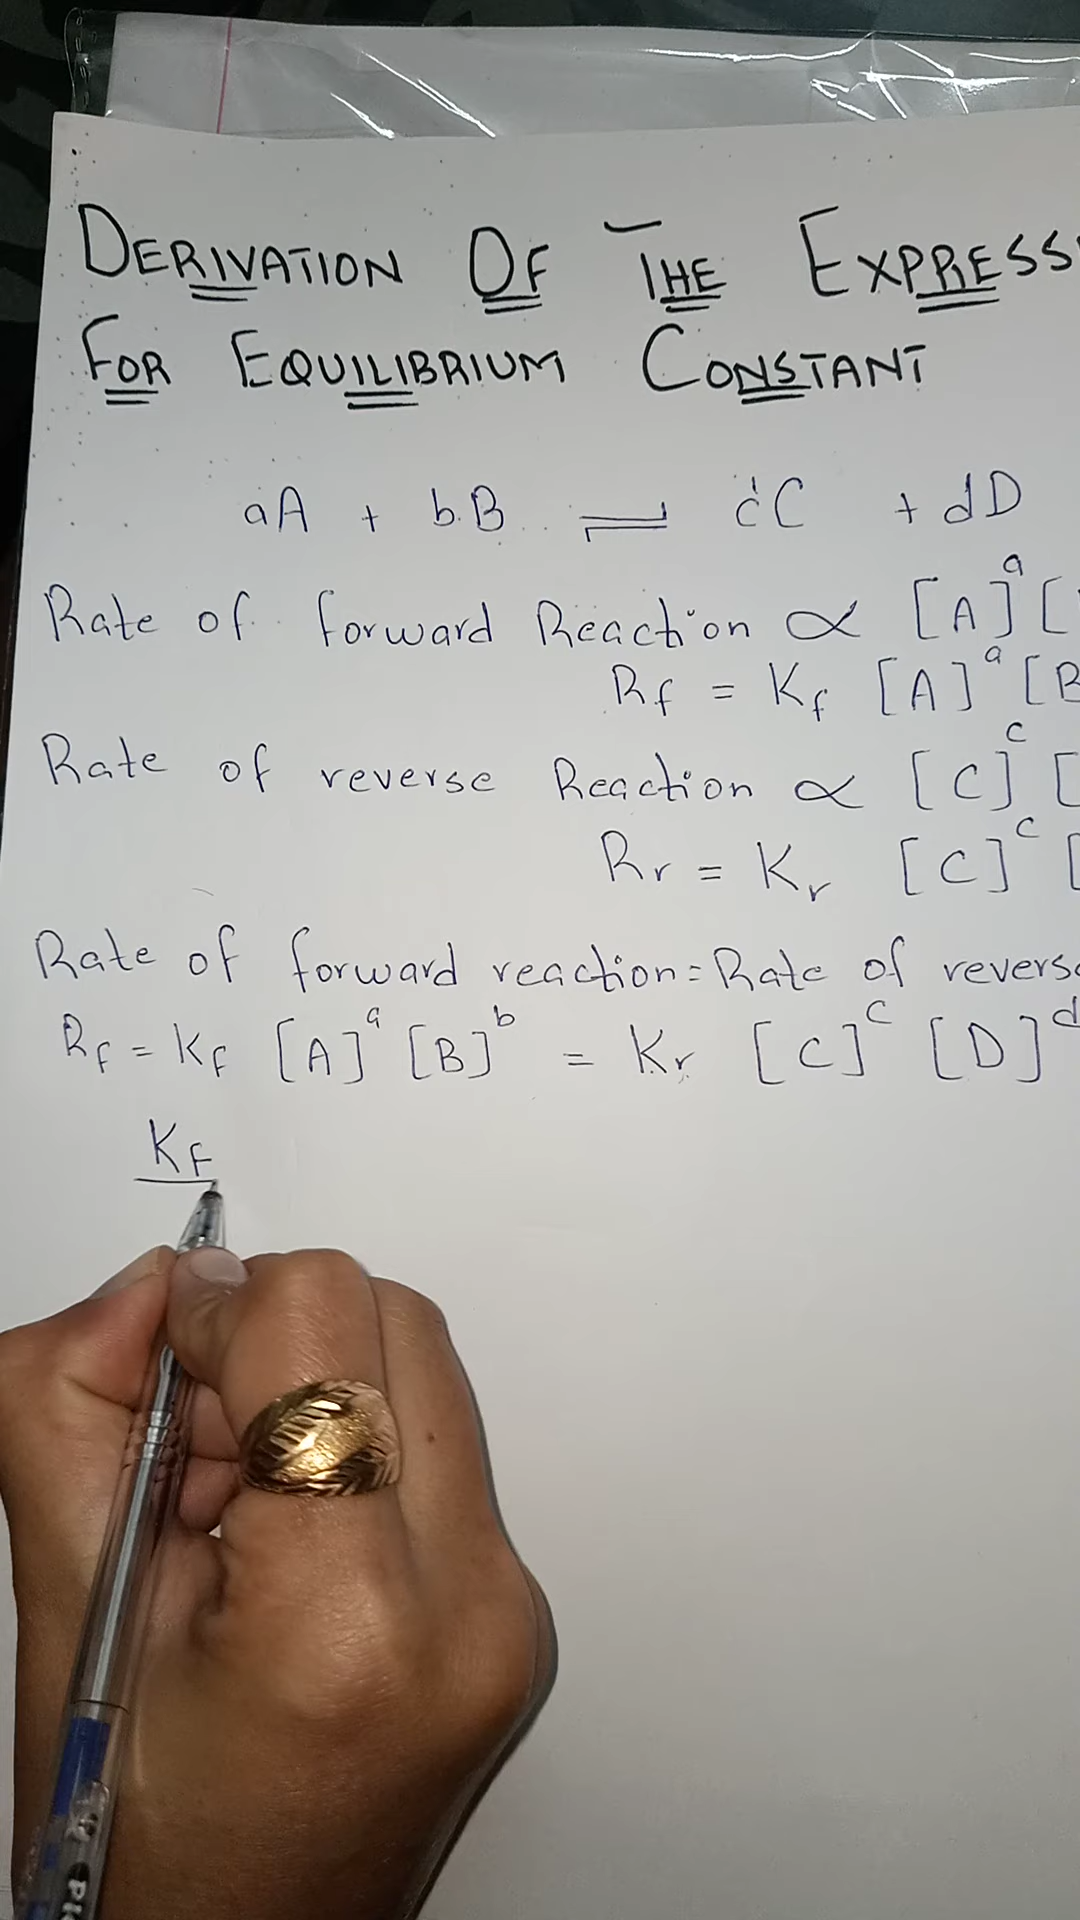 DERIVATION OF THE EXPRESS
FOR EQUILIBRIUM CONSTANT
aA + bB ⇌ cC + dD
Rate of forward Reaction ∝ [A]ᵃ [
Rf = Kf [A]ᵃ [B
Rate of reverse Reaction ∝ [C]ᶜ [
Rr = Kr [C]ᶜ [
Rate of forward reaction = Rate of reverse
Rf = Kf [A]ᵃ [B]ᵇ = Kr [C]ᶜ [D]ᵈ
KF